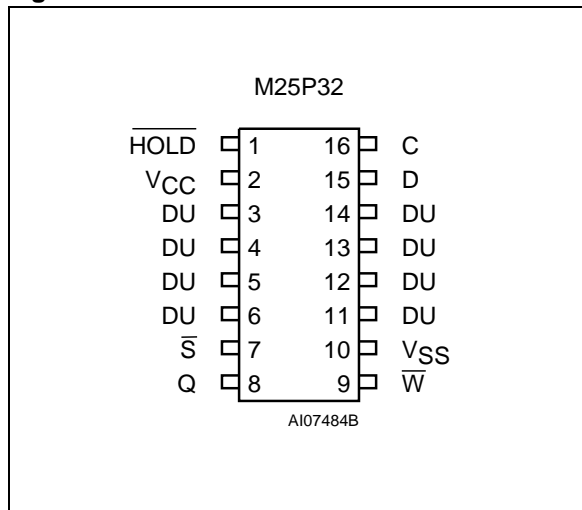 M25P32
HOLD 1 16 C
VCC 2 15 D
DU 3 14 DU
DU 4 13 DU
DU 5 12 DU
DU 6 11 DU
S 7 10 VSS
Q 8 9 W
AI07484B